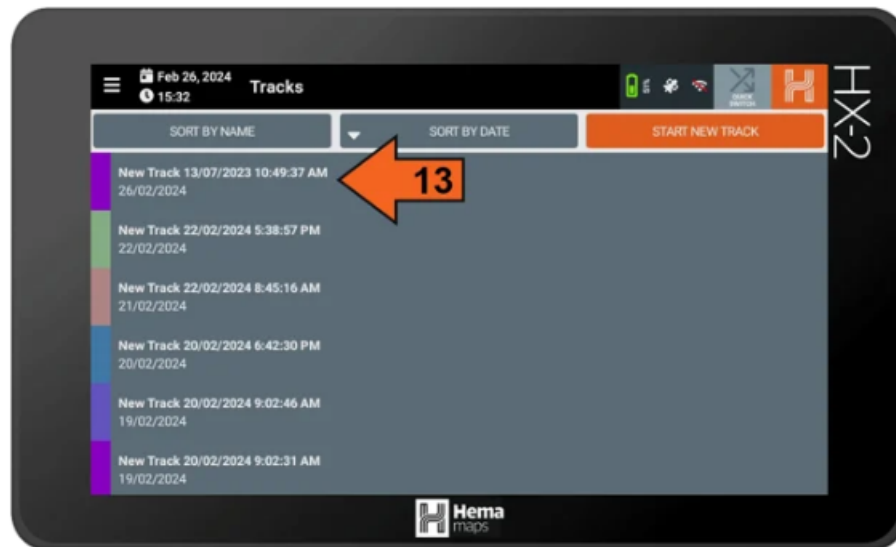 Feb 26, 2024
15:32
Tracks
51%
QUICK
SWITCH
HX-2
SORT BY NAME
SORT BY DATE
START NEW TRACK
New Track 13/07/2023 10:49:37 AM
26/02/2024
13
New Track 22/02/2024 5:38:57 PM
22/02/2024
New Track 22/02/2024 8:45:16 AM
21/02/2024
New Track 20/02/2024 6:42:30 PM
20/02/2024
New Track 20/02/2024 9:02:46 AM
19/02/2024
New Track 20/02/2024 9:02:31 AM
19/02/2024
Hema
maps